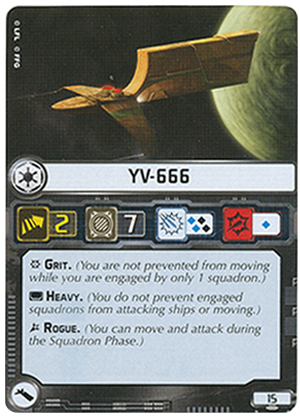 © LFL © FFG
YV-666
2
7
GRIT. (You are not prevented from moving
while you are engaged by only 1 squadron.)
HEAVY. (You do not prevent engaged
squadrons from attacking ships or moving.)
ROGUE. (You can move and attack during
the Squadron Phase.)
15